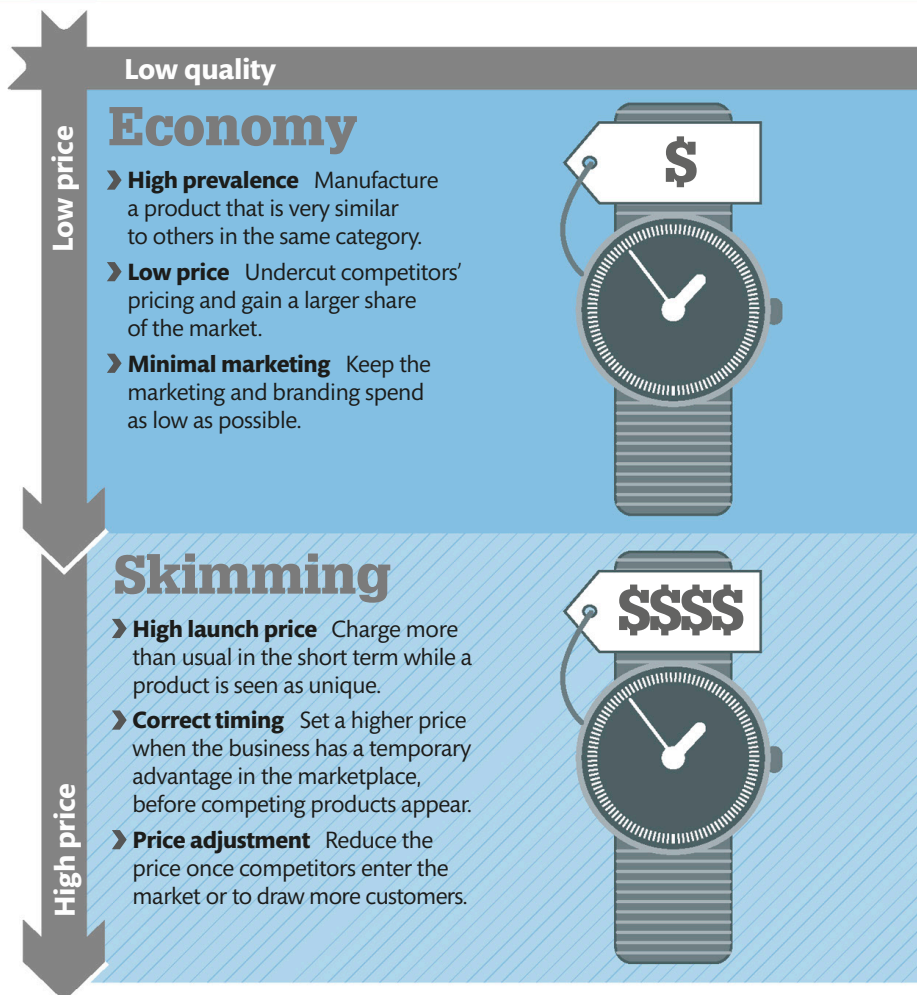 Low quality
Low price
Economy
$
❯ High prevalence Manufacture
a product that is very similar
to others in the same category.
❯ Low price Undercut competitors’
pricing and gain a larger share
of the market.
❯ Minimal marketing Keep the
marketing and branding spend
as low as possible.
High price
Skimming
$$$$
❯ High launch price Charge more
than usual in the short term while a
product is seen as unique.
❯ Correct timing Set a higher price
when the business has a temporary
advantage in the marketplace,
before competing products appear.
❯ Price adjustment Reduce the
price once competitors enter the
market or to draw more customers.